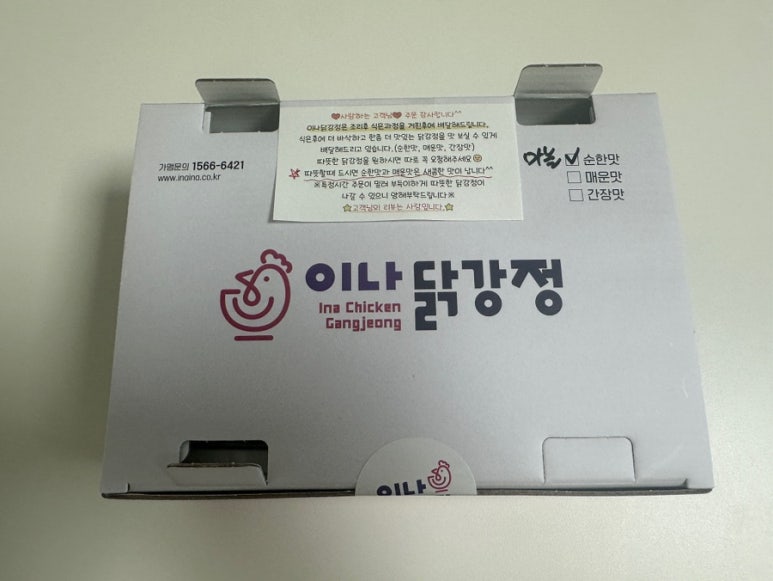 ♥사랑하는 고객님♥ 주문 감사합니다^^
이나닭강정은 조리후 식문과정을 거친후에 배달해드립니다.
식은후에 더 바삭하고 한층 더 맛있는 닭강정을 맛 보실 수 있게
배달해드리고 있습니다.(순한맛, 매운맛, 간장맛)
따뜻한 닭강정을 원하시면 따로 꼭 요청해주세요
따뜻할때 드시면 순한맛과 매운맛은 새콤한 맛이 납니다^^
※특정시간 주문이 밀려 부득이하게 따뜻한 닭강정이
나갈 수 있으니 양해부탁드립니다※
☆고객님의 리뷰는 사랑입니다.☆
가맹문의 1566-6421
www.inaina.co.kr
마늘 ✓ 순한맛
□ 매운맛
□ 간장맛
이나 닭강정
Ina Chicken
Gangjeong
이나